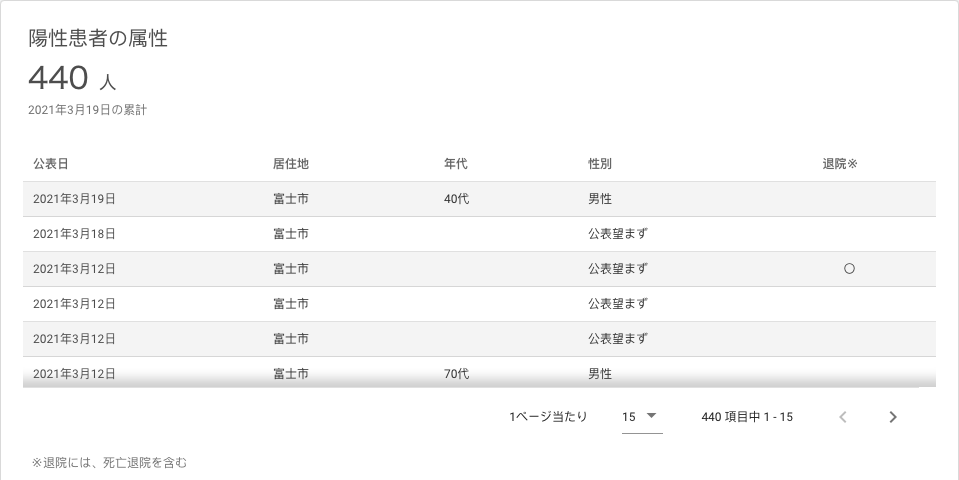 陽性患者の属性
440 人
2021年3月19日の累計
公表日 居住地 年代 性別 退院※
2021年3月19日 富士市 40代 男性
2021年3月18日 富士市 公表望まず
2021年3月12日 富士市 公表望まず 〇
2021年3月12日 富士市 公表望まず
2021年3月12日 富士市 公表望まず
2021年3月12日 富士市 70代 男性
1ページ当たり 15 440 項目中 1 - 15
※退院には、死亡退院を含む